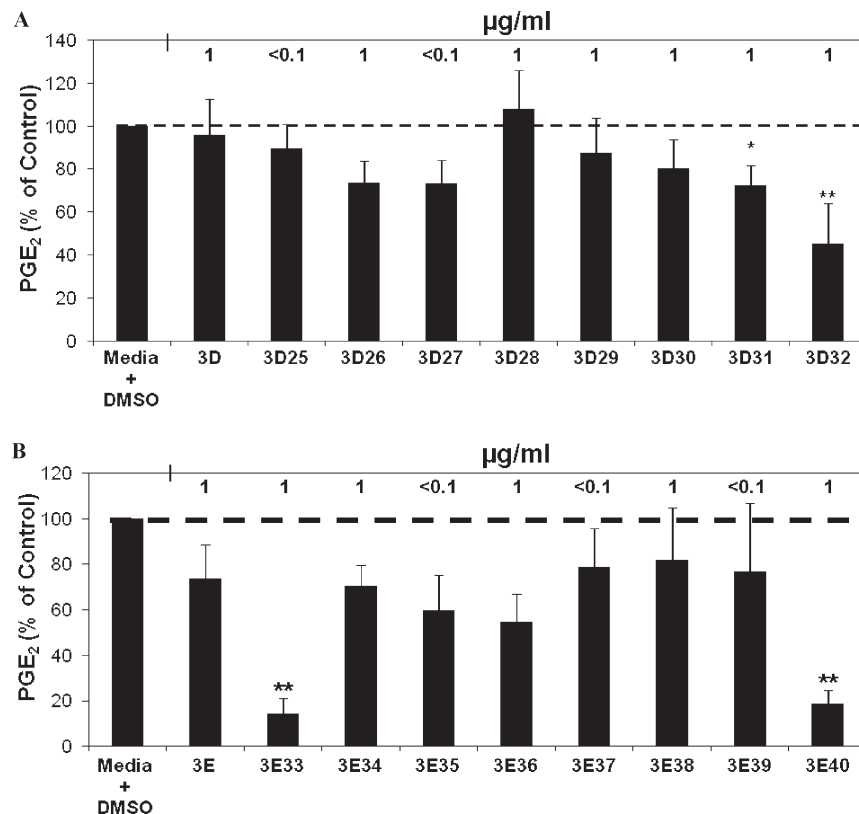 A
µg/ml
140
120
100
80
60
40
20
0
PGE2 (% of Control)
1 <0.1 1 <0.1 1 1 1 1 1
*
**
Media + DMSO 3D 3D25 3D26 3D27 3D28 3D29 3D30 3D31 3D32
B
µg/ml
120
100
80
60
40
20
0
PGE2 (% of Control)
1 1 1 <0.1 1 <0.1 1 <0.1 1
**
**
Media + DMSO 3E 3E33 3E34 3E35 3E36 3E37 3E38 3E39 3E40